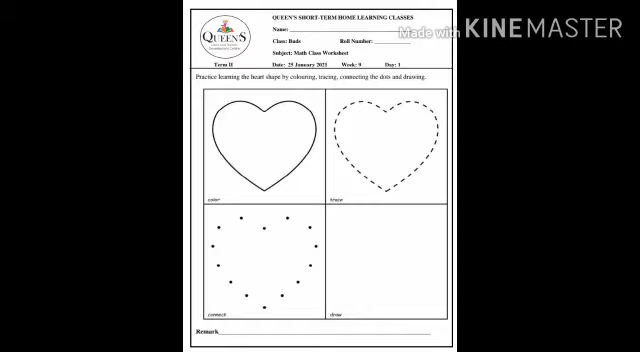 QUEEN'S SHORT-TERM HOME LEARNING CLASSES
Made with KINEMASTER
Name:
QUEEN'S
Class: Buds Roll Number:
Subject: Math Class Worksheet
Term II
Date: 25 January 2021 Week: 9 Day: 1
Practice learning the heart shape by colouring, tracing, connecting the dots and drawing.
color
trace
connect
draw
Remark